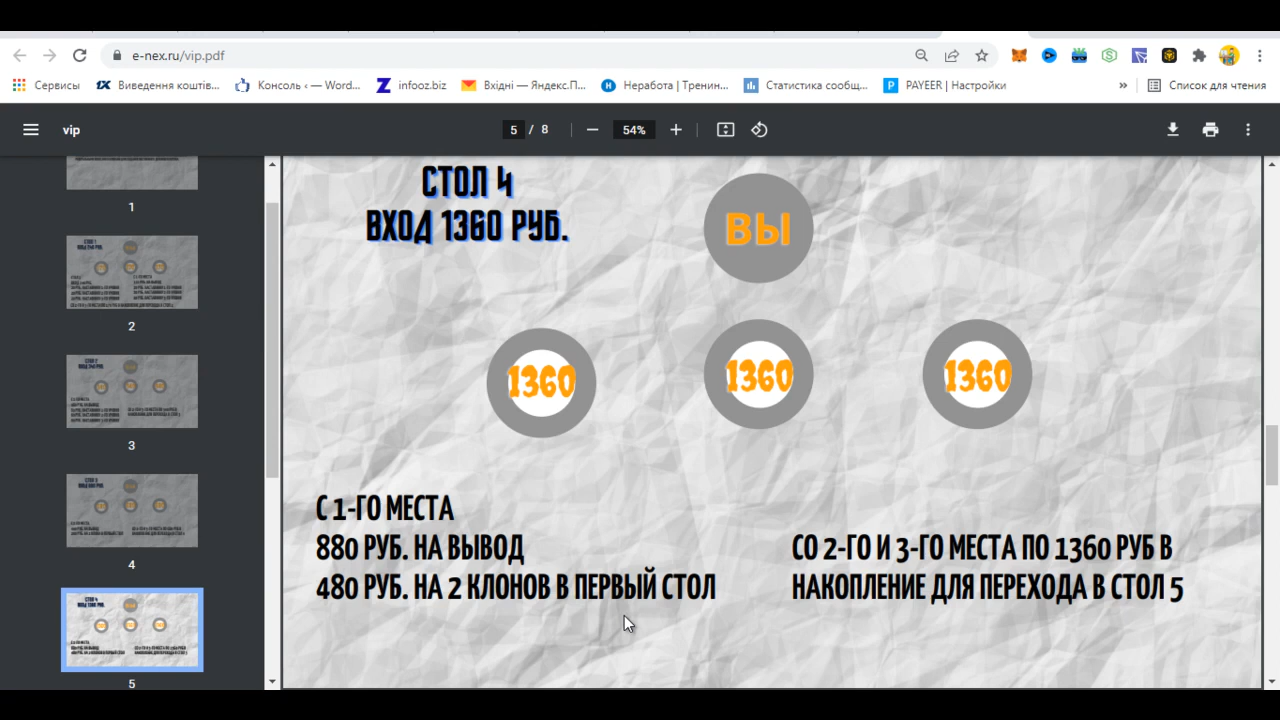 e-nex.ru/vip.pdf
Сервисы
Виведення коштів...
Консоль ‹ — Word...
infooz.biz
Вхідні — Яндекс.П...
Неработа | Тренин...
Статистика сообщ...
PAYEER | Настройки
»
Список для чтения
vip
5 / 8
54%
1
2
3
4
5
СТОЛ 4
ВХОД 1360 РУБ.
ВЫ
1360
1360
1360
С 1-ГО МЕСТА
880 РУБ. НА ВЫВОД
480 РУБ. НА 2 КЛОНОВ В ПЕРВЫЙ СТОЛ
СО 2-ГО И 3-ГО МЕСТА ПО 1360 РУБ В
НАКОПЛЕНИЕ ДЛЯ ПЕРЕХОДА В СТОЛ 5